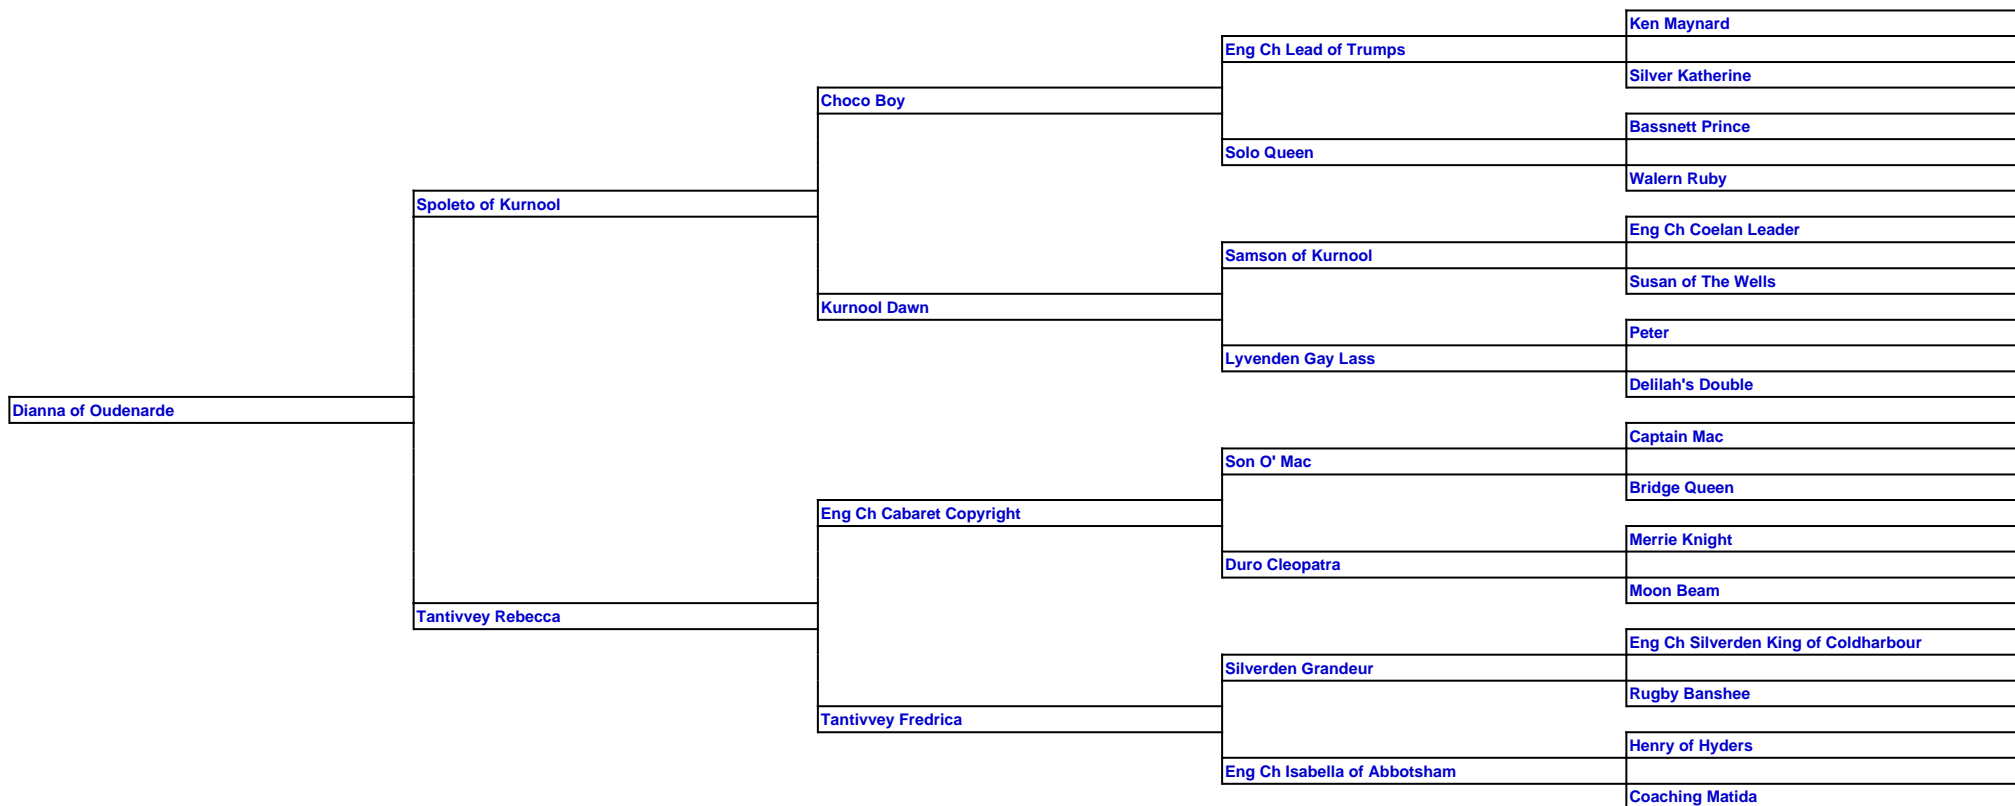 Ken Maynard
Eng Ch Lead of Trumps
Silver Katherine
Choco Boy
Bassnett Prince
Solo Queen
Walern Ruby
Spoleto of Kurnool
Eng Ch Coelan Leader
Samson of Kurnool
Susan of The Wells
Kurnool Dawn
Peter
Lyvenden Gay Lass
Delilah's Double
Dianna of Oudenarde
Captain Mac
Son O' Mac
Bridge Queen
Eng Ch Cabaret Copyright
Merrie Knight
Duro Cleopatra
Moon Beam
Tantivvey Rebecca
Eng Ch Silverden King of Coldharbour
Silverden Grandeur
Rugby Banshee
Tantivvey Fredrica
Henry of Hyders
Eng Ch Isabella of Abbotsham
Coaching Matida